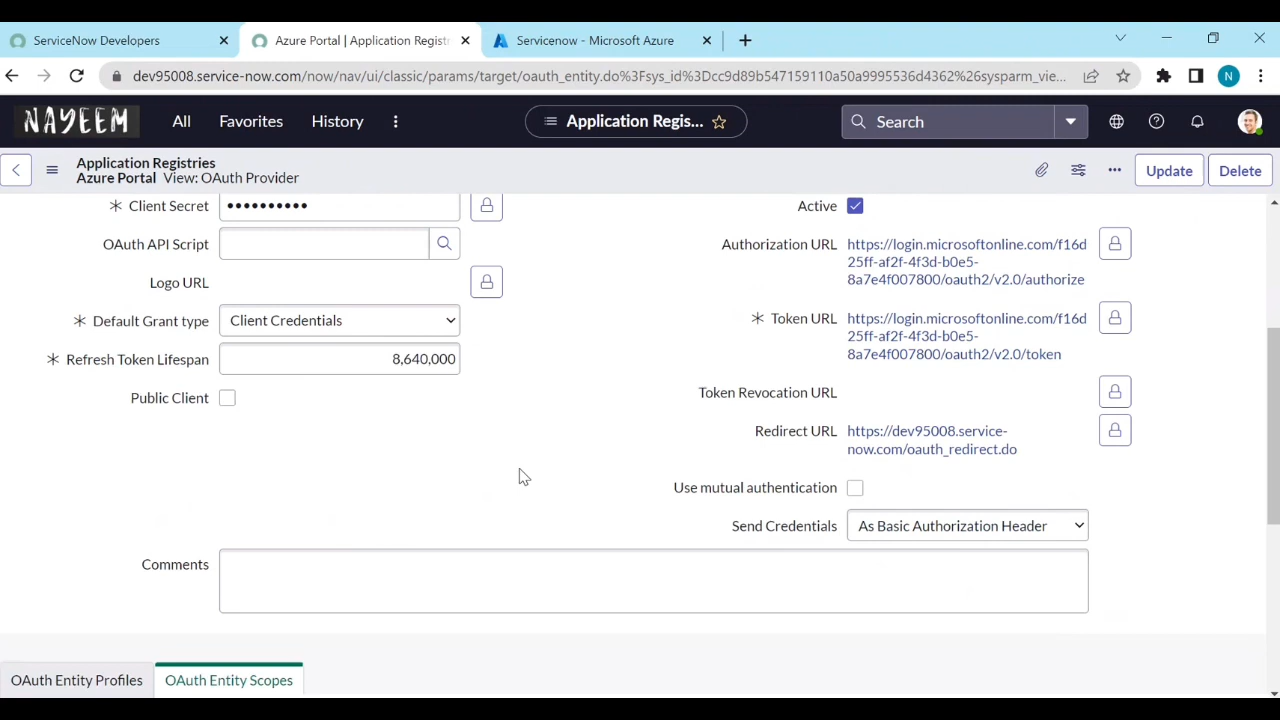 ServiceNow Developers
Azure Portal | Application Registr
Servicenow - Microsoft Azure
dev95008.service-now.com/now/nav/ui/classic/params/target/oauth_entity.do%3Fsys_id%3Dcc9d89b547159110a50a9995536d4362%26sysparm_vie...
N
NAYEEM
All
Favorites
History
Application Regis...
Search
Application Registries
Azure Portal View: OAuth Provider
Update
Delete
Client Secret
Active
OAuth API Script
Authorization URL
https://login.microsoftonline.com/f16d
25ff-af2f-4f3d-b0e5-
8a7e4f007800/oauth2/v2.0/authorize
Logo URL
Default Grant type
Client Credentials
Token URL
https://login.microsoftonline.com/f16d
25ff-af2f-4f3d-b0e5-
8a7e4f007800/oauth2/v2.0/token
Refresh Token Lifespan
8,640,000
Public Client
Token Revocation URL
Redirect URL
https://dev95008.service-
now.com/oauth_redirect.do
Use mutual authentication
Send Credentials
As Basic Authorization Header
Comments
OAuth Entity Profiles
OAuth Entity Scopes